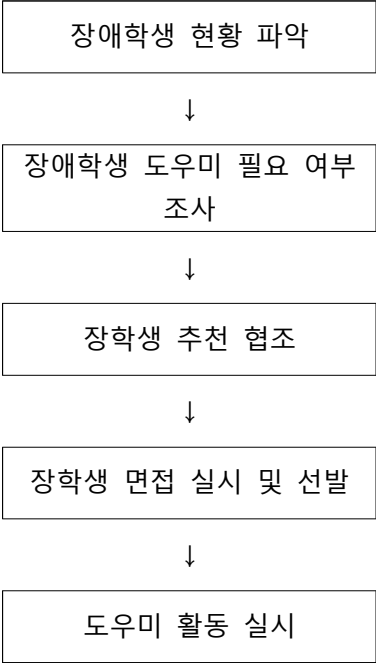 장애학생 현황 파악
↓
장애학생 도우미 필요 여부
조사
↓
장학생 추천 협조
↓
장학생 면접 실시 및 선발
↓
도우미 활동 실시